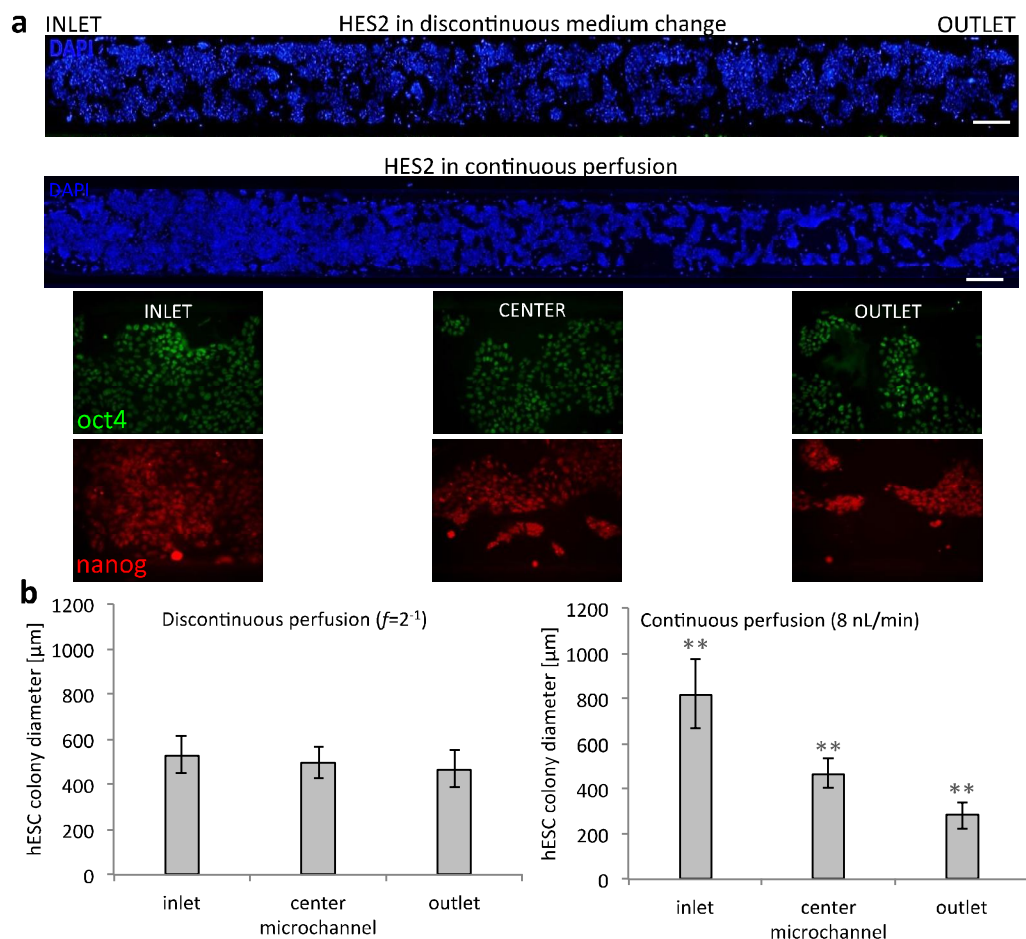 a
INLET HES2 in discontinuous medium change OUTLET
DAPI
HES2 in continuous perfusion
DAPI
INLET CENTER OUTLET
oct4
nanog
b
Discontinuous perfusion (f=2⁻¹)
hESC colony diameter [µm]
1200
1000
800
600
400
200
0
inlet center outlet
microchannel
Continuous perfusion (8 nL/min)
hESC colony diameter [µm]
1200
1000
800
600
400
200
0
**
**
**
inlet center outlet
microchannel